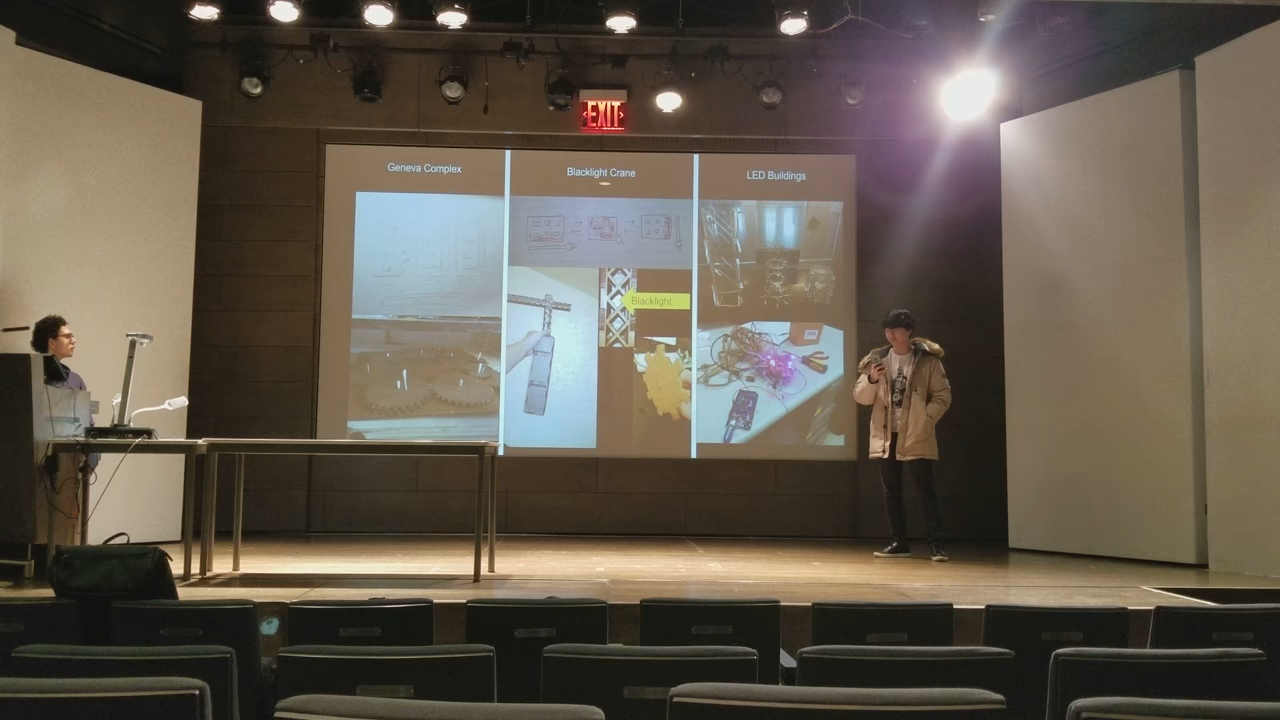 EXIT
Geneva Complex
Blacklight Crane
LED Buildings
Blacklight